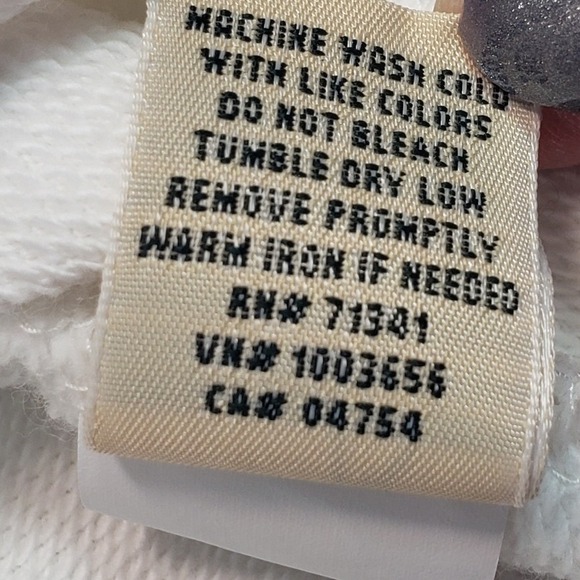 MACHINE WASH COLD
WITH LIKE COLORS
DO NOT BLEACH
TUMBLE DRY LOW
REMOVE PROMPTLY
WARM IRON IF NEEDED
RN# 71341
VN# 1003656
CA# 04754